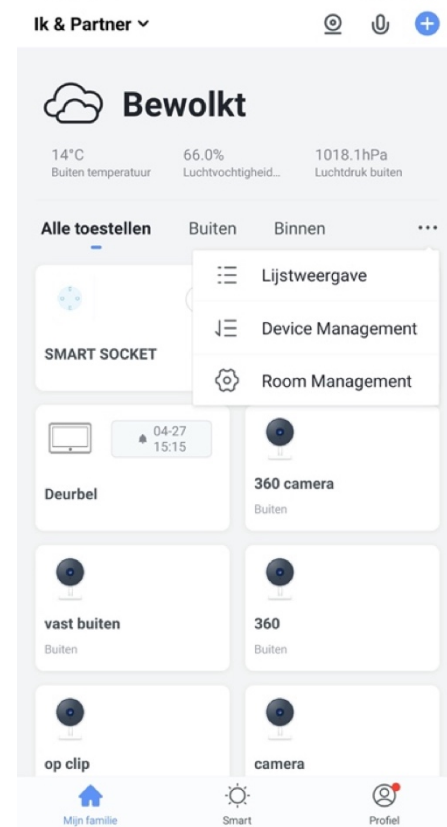 Ik & Partner
Bewolkt
14°C 66.0% 1018.1hPa
Buiten temperatuur Luchtvochtigheid... Luchtdruk buiten
Alle toestellen Buiten Binnen ...
Lijstweergave
Device Management
Room Management
SMART SOCKET
04-27
15:15
Deurbel
360 camera
Buiten
vast buiten
Buiten
360
Buiten
op clip
camera
Mijn familie Smart Profiel